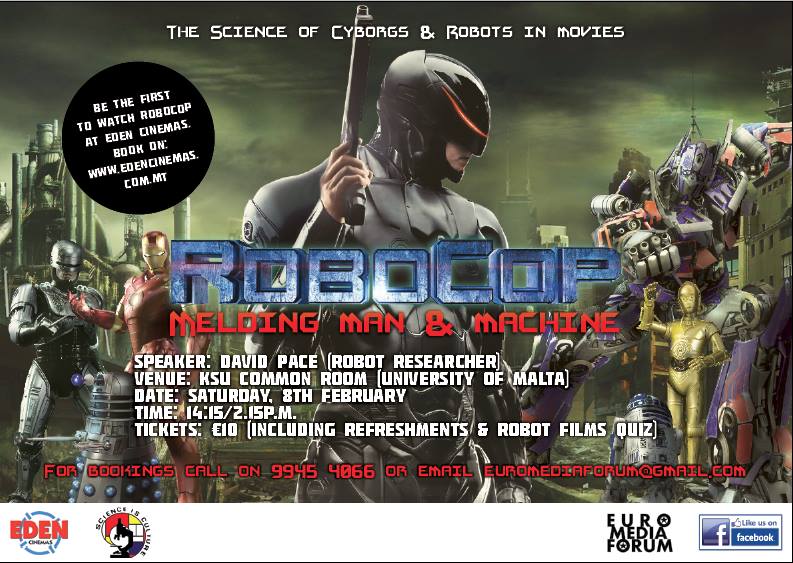 The Science of Cyborgs & Robots in movies
BE THE FIRST
TO WATCH ROBOCOP
AT EDEN CINEMAS.
BOOK ON:
WWW.EDENCINEMAS.
COM.MT
ROBOCOP
MELDING MAN & MACHINE
SPEAKER: DAVID PACE (ROBOT RESEARCHER)
VENUE: KSU COMMON ROOM (UNIVERSITY OF MALTA)
DATE: SATURDAY, 8TH FEBRUARY
TIME: 14:15/2.15P.M.
TICKETS: €10 (INCLUDING REFRESHMENTS & ROBOT FILMS QUIZ)
FOR BOOKINGS CALL ON 9945 4066 OR EMAIL EUROMEDIAFORUM@GMAIL.COM
EDEN
CINEMAS
SCIENCE IS CULTURE
EURO
MEDIA
FORUM
f
Like us on
facebook